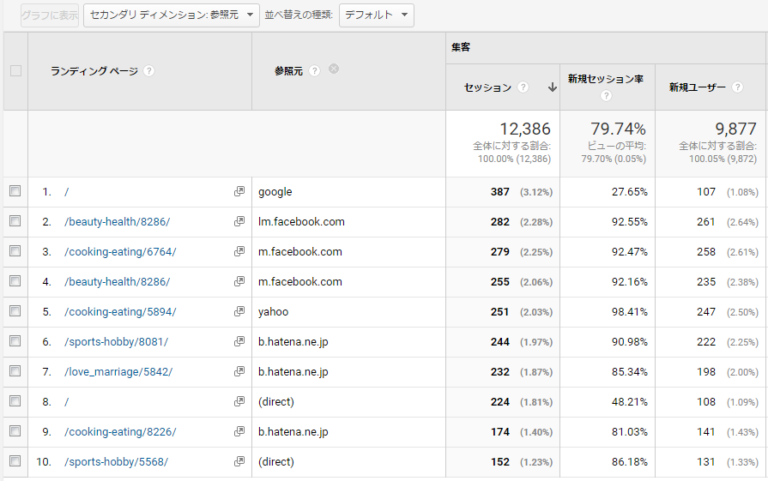 グラフに表示 セカンダリ ディメンション: 参照元 並べ替えの種類: デフォルト
集客
ランディング ページ ? 参照元 ?
セッション ? 新規セッション率 ? 新規ユーザー ?
12,386 79.74% 9,877
全体に対する割合: ビューの平均: 全体に対する割合:
100.00% (12,386) 79.70% (0.05%) 100.05% (9,872)
1. / google 387 (3.12%) 27.65% 107 (1.08%)
2. /beauty-health/8286/ lm.facebook.com 282 (2.28%) 92.55% 261 (2.64%)
3. /cooking-eating/6764/ m.facebook.com 279 (2.25%) 92.47% 258 (2.61%)
4. /beauty-health/8286/ m.facebook.com 255 (2.06%) 92.16% 235 (2.38%)
5. /cooking-eating/5894/ yahoo 251 (2.03%) 98.41% 247 (2.50%)
6. /sports-hobby/8081/ b.hatena.ne.jp 244 (1.97%) 90.98% 222 (2.25%)
7. /love_marriage/5842/ b.hatena.ne.jp 232 (1.87%) 85.34% 198 (2.00%)
8. / (direct) 224 (1.81%) 48.21% 108 (1.09%)
9. /cooking-eating/8226/ b.hatena.ne.jp 174 (1.40%) 81.03% 141 (1.43%)
10. /sports-hobby/5568/ (direct) 152 (1.23%) 86.18% 131 (1.33%)